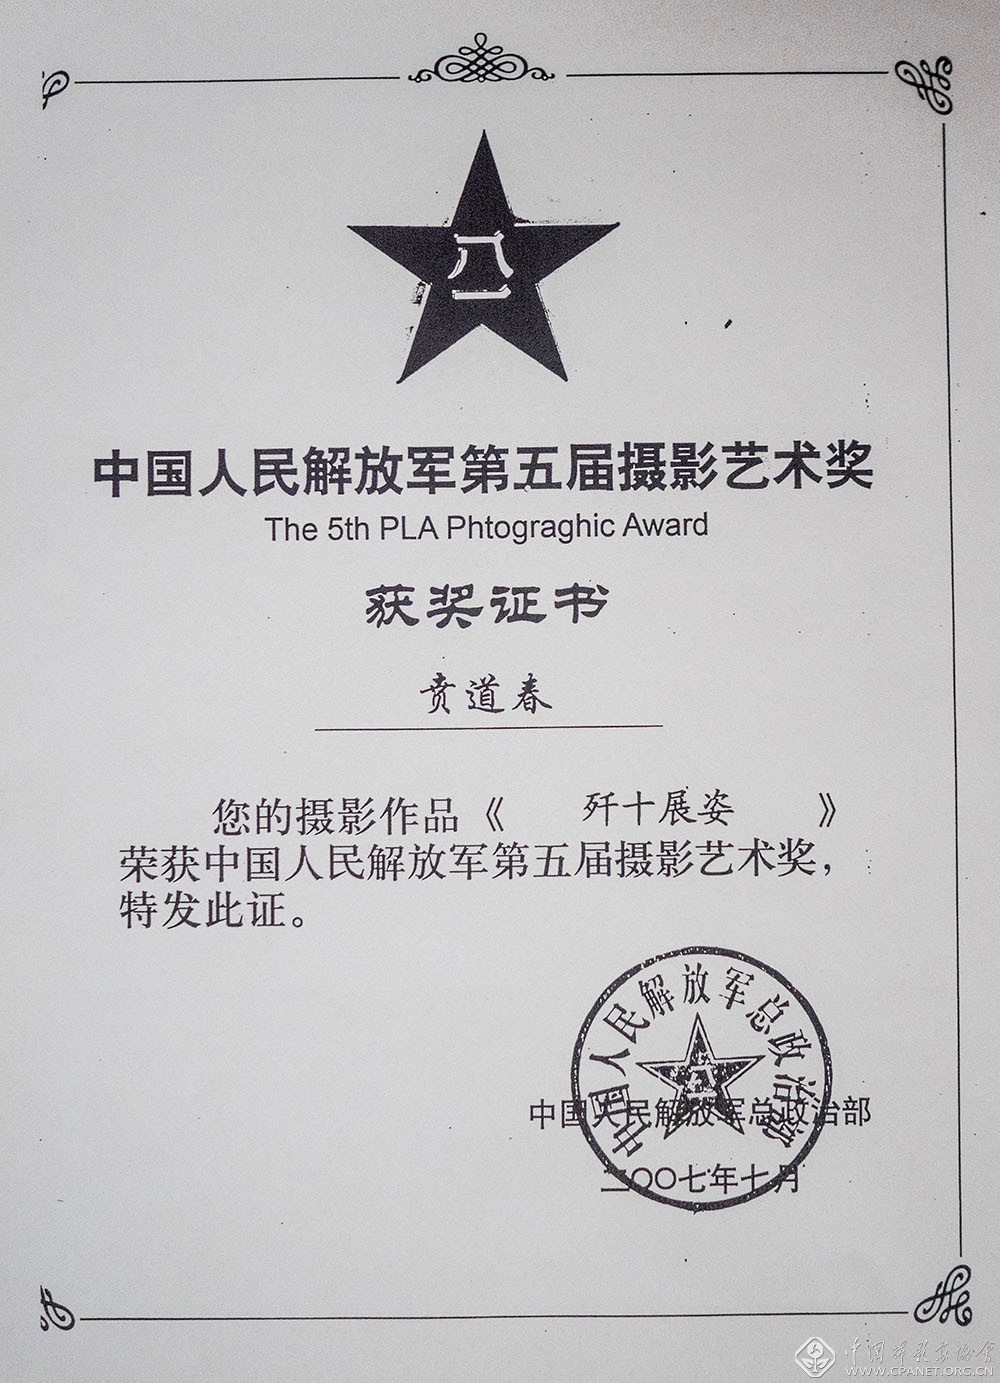 八一
中国人民解放军第五届摄影艺术奖
The 5th PLA Phtograghic Award
获奖证书
贲道春
您的摄影作品《 歼十展姿 》
荣获中国人民解放军第五届摄影艺术奖，
特发此证。
中国人民解放军总政治部
八一
中国人民解放军总政治部
二〇〇七年十月
中国摄影家协会
WWW.CPANET.ORG.CN